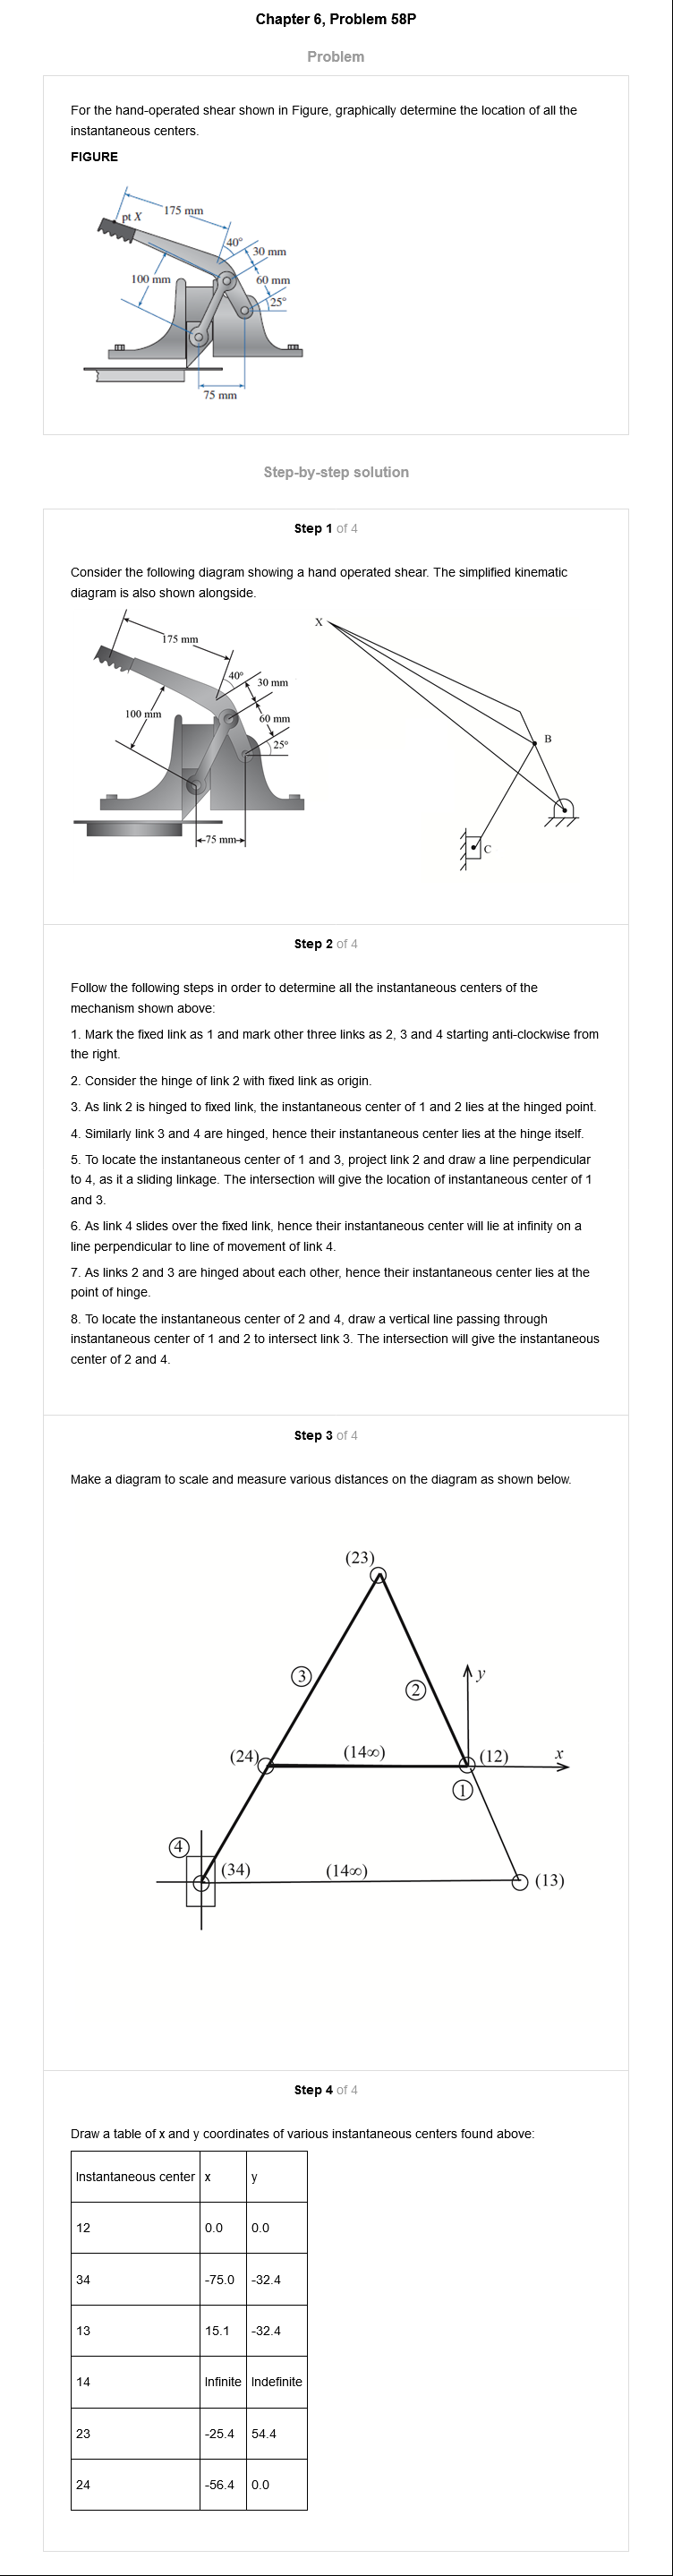 Chapter 6, Problem 58P
Problem
For the hand-operated shear shown in Figure, graphically determine the location of all the
instantaneous centers.
FIGURE
175 mm
pt X
40°
30 mm
100 mm
60 mm
25°
75 mm
Step-by-step solution
Step 1 of 4
Consider the following diagram showing a hand operated shear. The simplified kinematic
diagram is also shown alongside.
X
175 mm
40°
30 mm
100 mm
60 mm
B
25°
75 mm
C
Step 2 of 4
Follow the following steps in order to determine all the instantaneous centers of the
mechanism shown above:
1. Mark the fixed link as 1 and mark other three links as 2, 3 and 4 starting anti-clockwise from
the right.
2. Consider the hinge of link 2 with fixed link as origin.
3. As link 2 is hinged to fixed link, the instantaneous center of 1 and 2 lies at the hinged point.
4. Similarly link 3 and 4 are hinged, hence their instantaneous center lies at the hinge itself.
5. To locate the instantaneous center of 1 and 3, project link 2 and draw a line perpendicular
to 4, as it a sliding linkage. The intersection will give the location of instantaneous center of 1
and 3.
6. As link 4 slides over the fixed link, hence their instantaneous center will lie at infinity on a
line perpendicular to line of movement of link 4.
7. As links 2 and 3 are hinged about each other, hence their instantaneous center lies at the
point of hinge.
8. To locate the instantaneous center of 2 and 4, draw a vertical line passing through
instantaneous center of 1 and 2 to intersect link 3. The intersection will give the instantaneous
center of 2 and 4.
Step 3 of 4
Make a diagram to scale and measure various distances on the diagram as shown below.
(23)
3
y
2
(24)
(14∞)
(12)
x
1
4
(34)
(14∞)
(13)
Step 4 of 4
Draw a table of x and y coordinates of various instantaneous centers found above:
Instantaneous center x y
12 0.0 0.0
34 -75.0 -32.4
13 15.1 -32.4
14 Infinite Indefinite
23 -25.4 54.4
24 -56.4 0.0